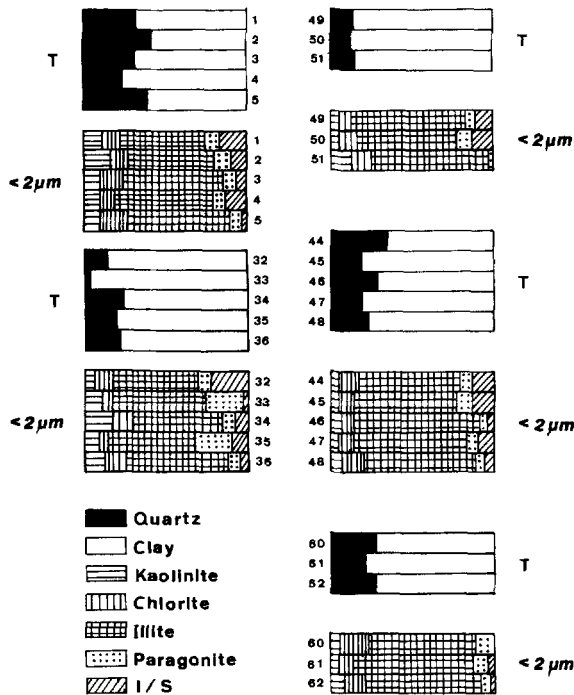 T
1
2
3
4
5
< 2 µm
1
2
3
4
5
T
32
33
34
35
36
< 2 µm
32
33
34
35
36
Quartz
Clay
Kaolinite
Chlorite
Illite
Paragonite
I / S
49
50
51
T
49
50
51
< 2 µm
44
45
46
47
48
T
44
45
46
47
48
< 2 µm
60
61
62
T
60
61
62
< 2 µm